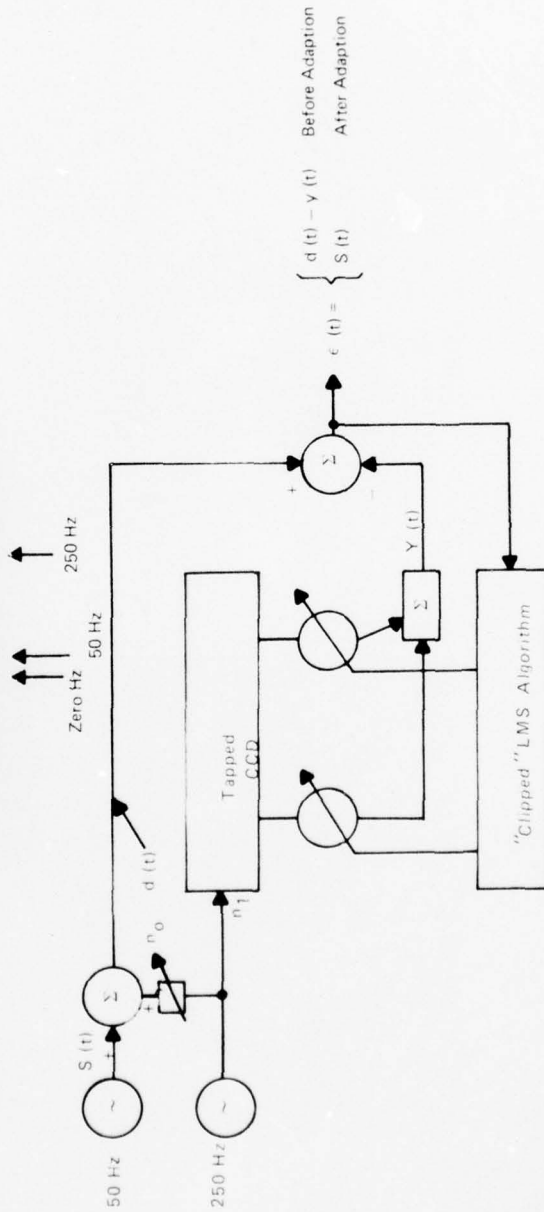 Zero Hz
50 Hz
250 Hz
50 Hz
S (t)
+
Σ
d (t)
~
+
n₀
250 Hz
~
n₁
Tapped
CCD
+
Σ
−
Y (t)
Σ
"Clipped" LMS Algorithm
ϵ (t) =
d (t) − y (t) Before Adaption
S (t) After Adaption